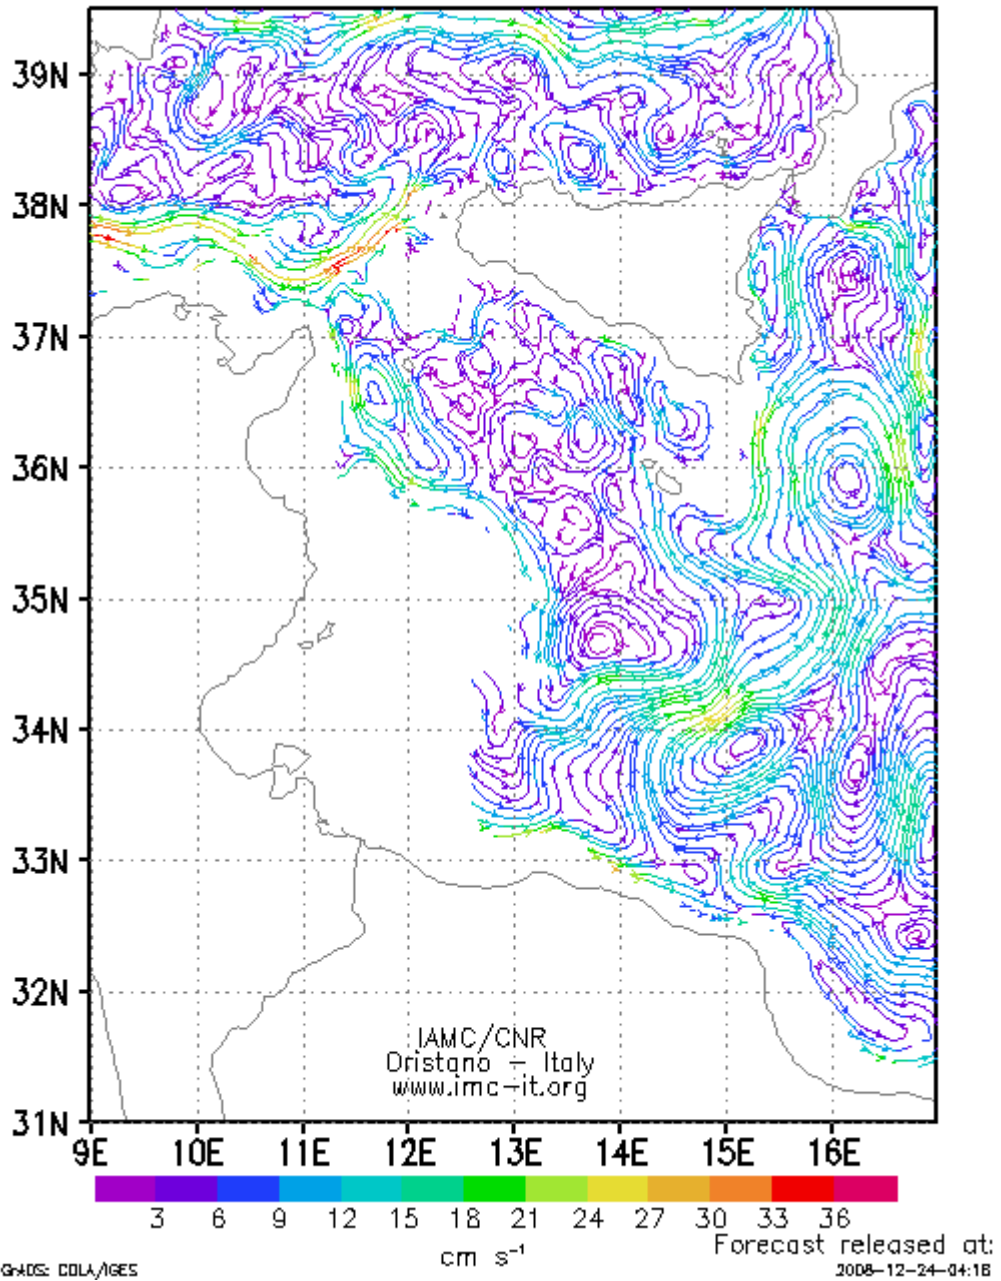 39N
38N
37N
36N
35N
34N
33N
32N
31N
IAMC/CNR
Oristano – Italy
www.imc-it.org
9E 10E 11E 12E 13E 14E 15E 16E
3 6 9 12 15 18 21 24 27 30 33 36
cm s⁻¹
Forecast released at:
GrADS: COLA/IGES
2008-12-24-04:18